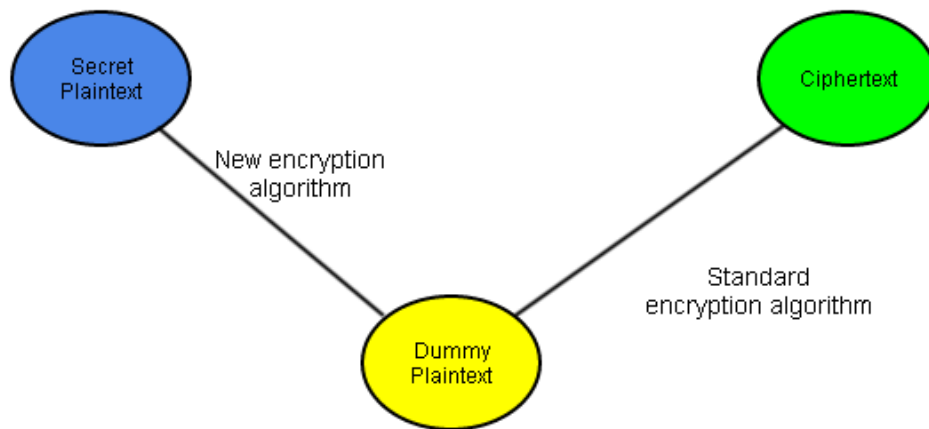 Secret
Plaintext
Ciphertext
New encryption
algorithm
Standard
encryption algorithm
Dummy
Plaintext